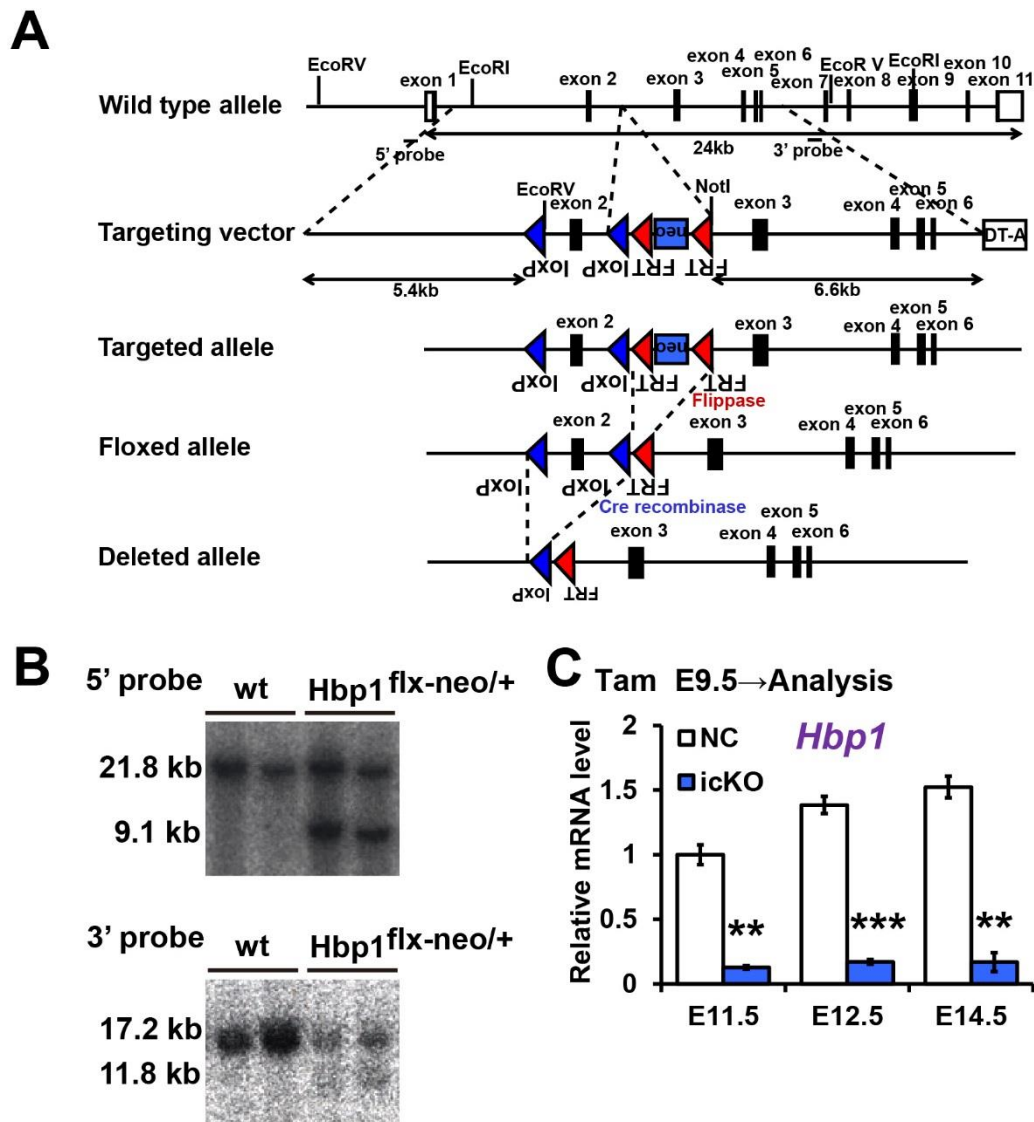 A
Wild type allele
EcoRV
exon 1
EcoRI
exon 2
exon 3
exon 4
exon 5
exon 6
exon 7
EcoR V
exon 8
EcoRI
exon 9
exon 10
exon 11
5' probe
24kb
3' probe
Targeting vector
EcoRV
exon 2
neo
NotI
exon 3
exon 4
exon 5
exon 6
DT-A
loxP
loxP
FRT
FRT
5.4kb
6.6kb
Targeted allele
exon 2
neo
exon 3
exon 4
exon 5
exon 6
loxP
loxP
FRT
FRT
Flippase
Floxed allele
exon 2
exon 3
exon 4
exon 5
exon 6
loxP
loxP
FRT
Cre recombinase
Deleted allele
exon 3
exon 4
exon 5
exon 6
loxP
FRT
B
5' probe
wt
Hbp1 flx-neo/+
21.8 kb
9.1 kb
3' probe
wt
Hbp1 flx-neo/+
17.2 kb
11.8 kb
C
Tam E9.5→Analysis
Relative mRNA level
2
1.5
1
0.5
0
NC
icKO
Hbp1
**
***
**
E11.5
E12.5
E14.5